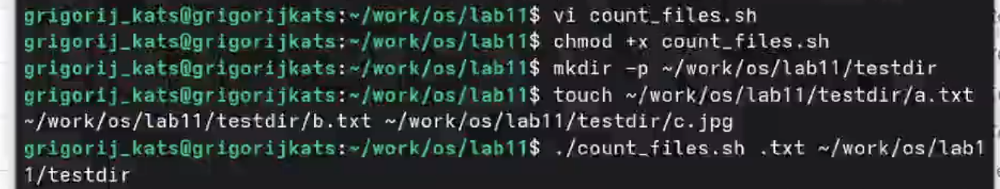 grigorij_kats@grigorijkats:~/work/os/lab11$ vi count_files.sh
grigorij_kats@grigorijkats:~/work/os/lab11$ chmod +x count_files.sh
grigorij_kats@grigorijkats:~/work/os/lab11$ mkdir -p ~/work/os/lab11/testdir
grigorij_kats@grigorijkats:~/work/os/lab11$ touch ~/work/os/lab11/testdir/a.txt
~/work/os/lab11/testdir/b.txt ~/work/os/lab11/testdir/c.jpg
grigorij_kats@grigorijkats:~/work/os/lab11$ ./count_files.sh .txt ~/work/os/lab1
1/testdir